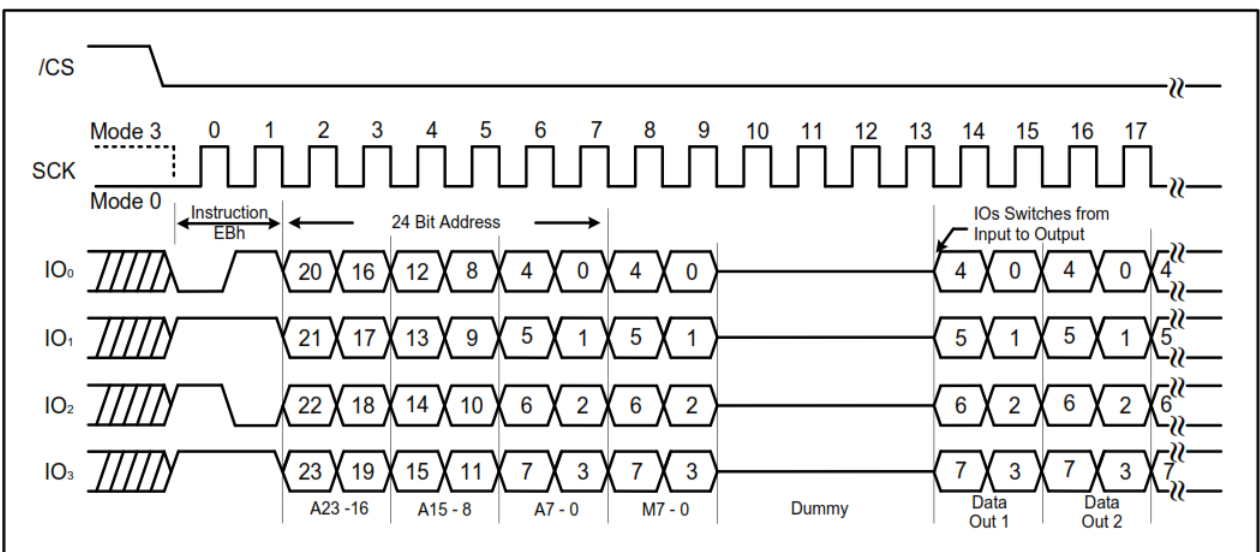 /CS
Mode 3 0 1 2 3 4 5 6 7 8 9 10 11 12 13 14 15 16 17
SCK
Mode 0
Instruction
EBh
24 Bit Address
IOs Switches from
Input to Output
IO₀ 20 16 12 8 4 0 4 0 4 0 4 0 4
IO₁ 21 17 13 9 5 1 5 1 5 1 5 1 5
IO₂ 22 18 14 10 6 2 6 2 6 2 6 2 6
IO₃ 23 19 15 11 7 3 7 3 7 3 7 3 7
A23 -16 A15 - 8 A7 - 0 M7 - 0 Dummy
Data
Out 1
Data
Out 2